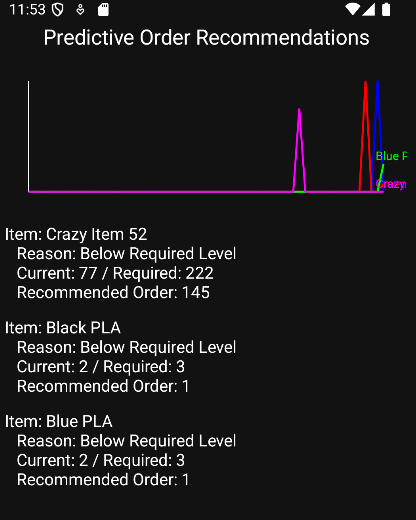 11:53
Predictive Order Recommendations
Blue P
Crazy
Item: Crazy Item 52
Reason: Below Required Level
Current: 77 / Required: 222
Recommended Order: 145
Item: Black PLA
Reason: Below Required Level
Current: 2 / Required: 3
Recommended Order: 1
Item: Blue PLA
Reason: Below Required Level
Current: 2 / Required: 3
Recommended Order: 1